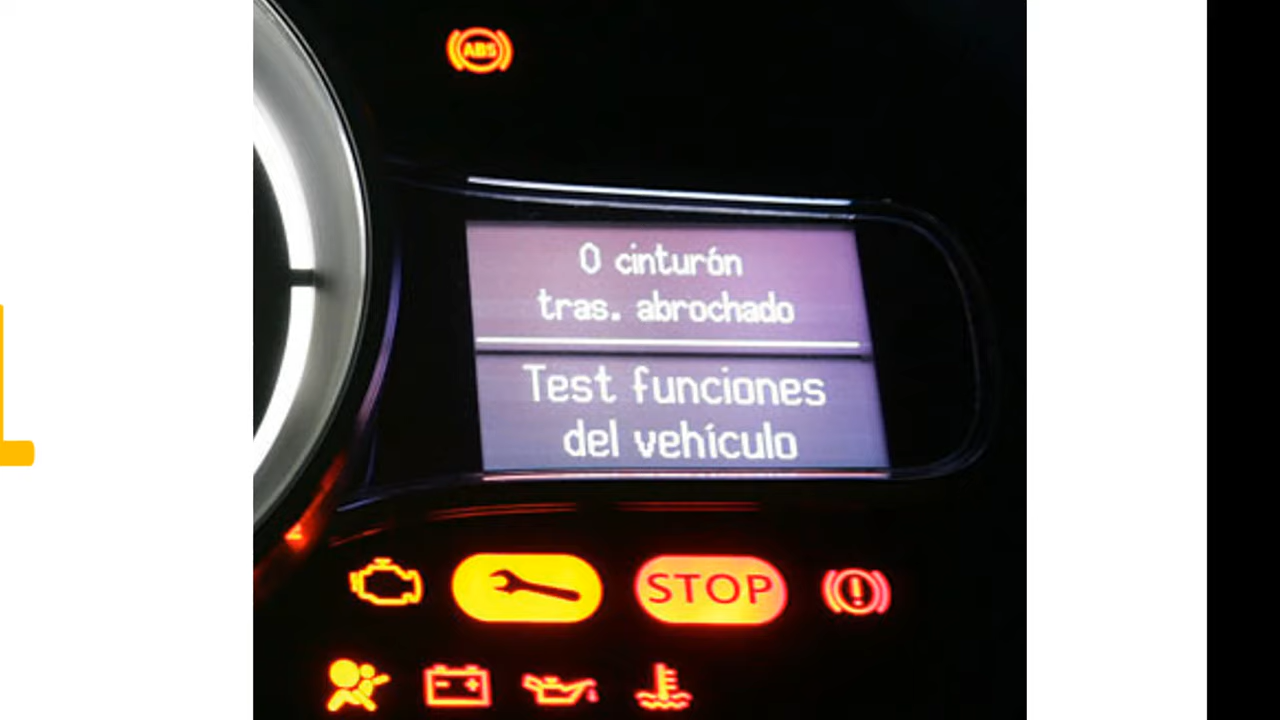 ABS
0 cinturón
tras. abrochado
Test funciones
del vehículo
STOP